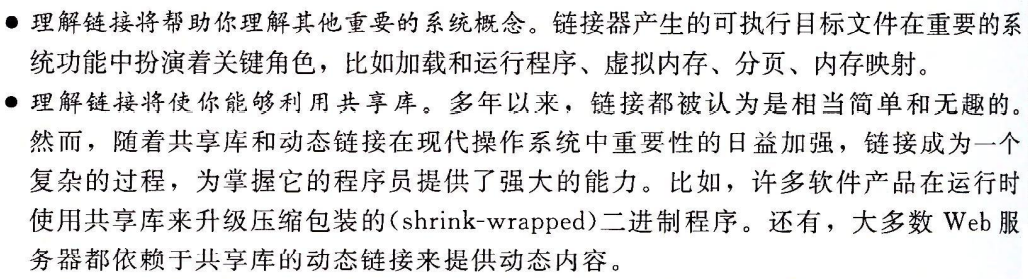 ● 理解链接将帮助你理解其他重要的系统概念。链接器产生的可执行目标文件在重要的系
统功能中扮演着关键角色，比如加载和运行程序、虚拟内存、分页、内存映射。
● 理解链接将使你能够利用共享库。多年以来，链接都被认为是相当简单和无趣的。
然而，随着共享库和动态链接在现代操作系统中重要性的日益加强，链接成为一个
复杂的过程，为掌握它的程序员提供了强大的能力。比如，许多软件产品在运行时
使用共享库来升级压缩包装的(shrink-wrapped)二进制程序。还有，大多数 Web 服
务器都依赖于共享库的动态链接来提供动态内容。